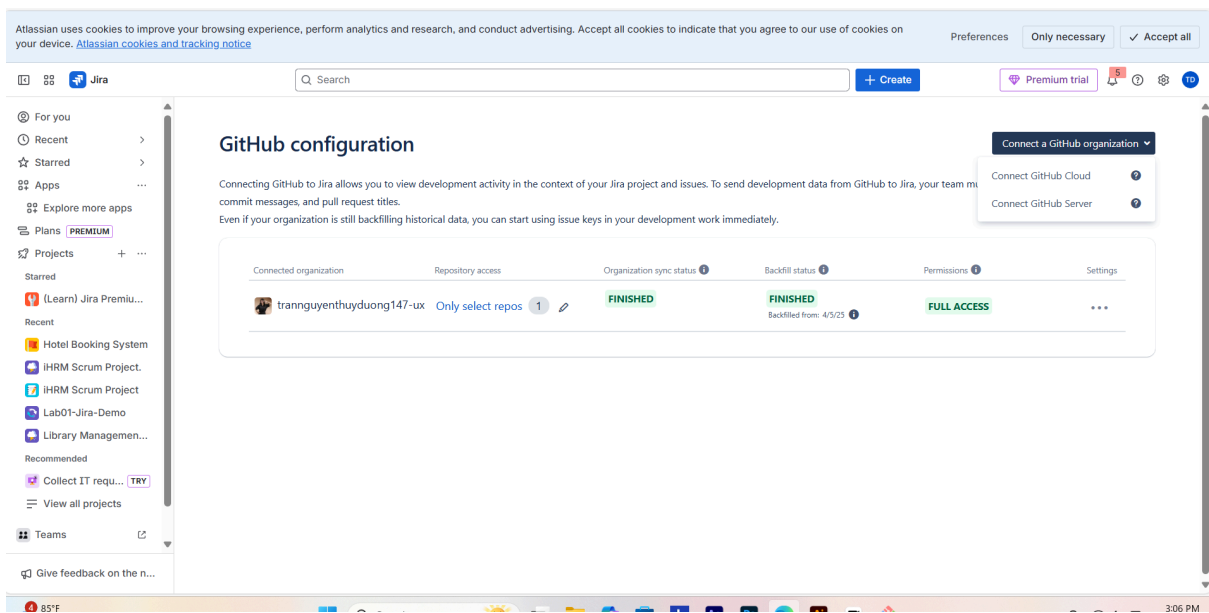 Atlassian uses cookies to improve your browsing experience, perform analytics and research, and conduct advertising. Accept all cookies to indicate that you agree to our use of cookies on
your device. Atlassian cookies and tracking notice
Preferences
Only necessary
Accept all
Jira
Search
Create
Premium trial
5
TD
For you
Recent
Starred
Apps
Explore more apps
Plans PREMIUM
Projects
Starred
(Learn) Jira Premiu...
Recent
Hotel Booking System
iHRM Scrum Project.
iHRM Scrum Project
Lab01-Jira-Demo
Library Managemen...
Recommended
Collect IT requ... TRY
View all projects
Teams
Give feedback on the n...
GitHub configuration
Connect a GitHub organization
Connect GitHub Cloud
Connect GitHub Server
Connecting GitHub to Jira allows you to view development activity in the context of your Jira project and issues. To send development data from GitHub to Jira, your team
commit messages, and pull request titles.
Even if your organization is still backfilling historical data, you can start using issue keys in your development work immediately.
Connected organization Repository access Organization sync status Backfill status Permissions Settings
trannguyenthuyduong147-ux Only select repos 1 FINISHED FINISHED FULL ACCESS
Backfilled from: 4/5/25
4 85°F
3:06 PM